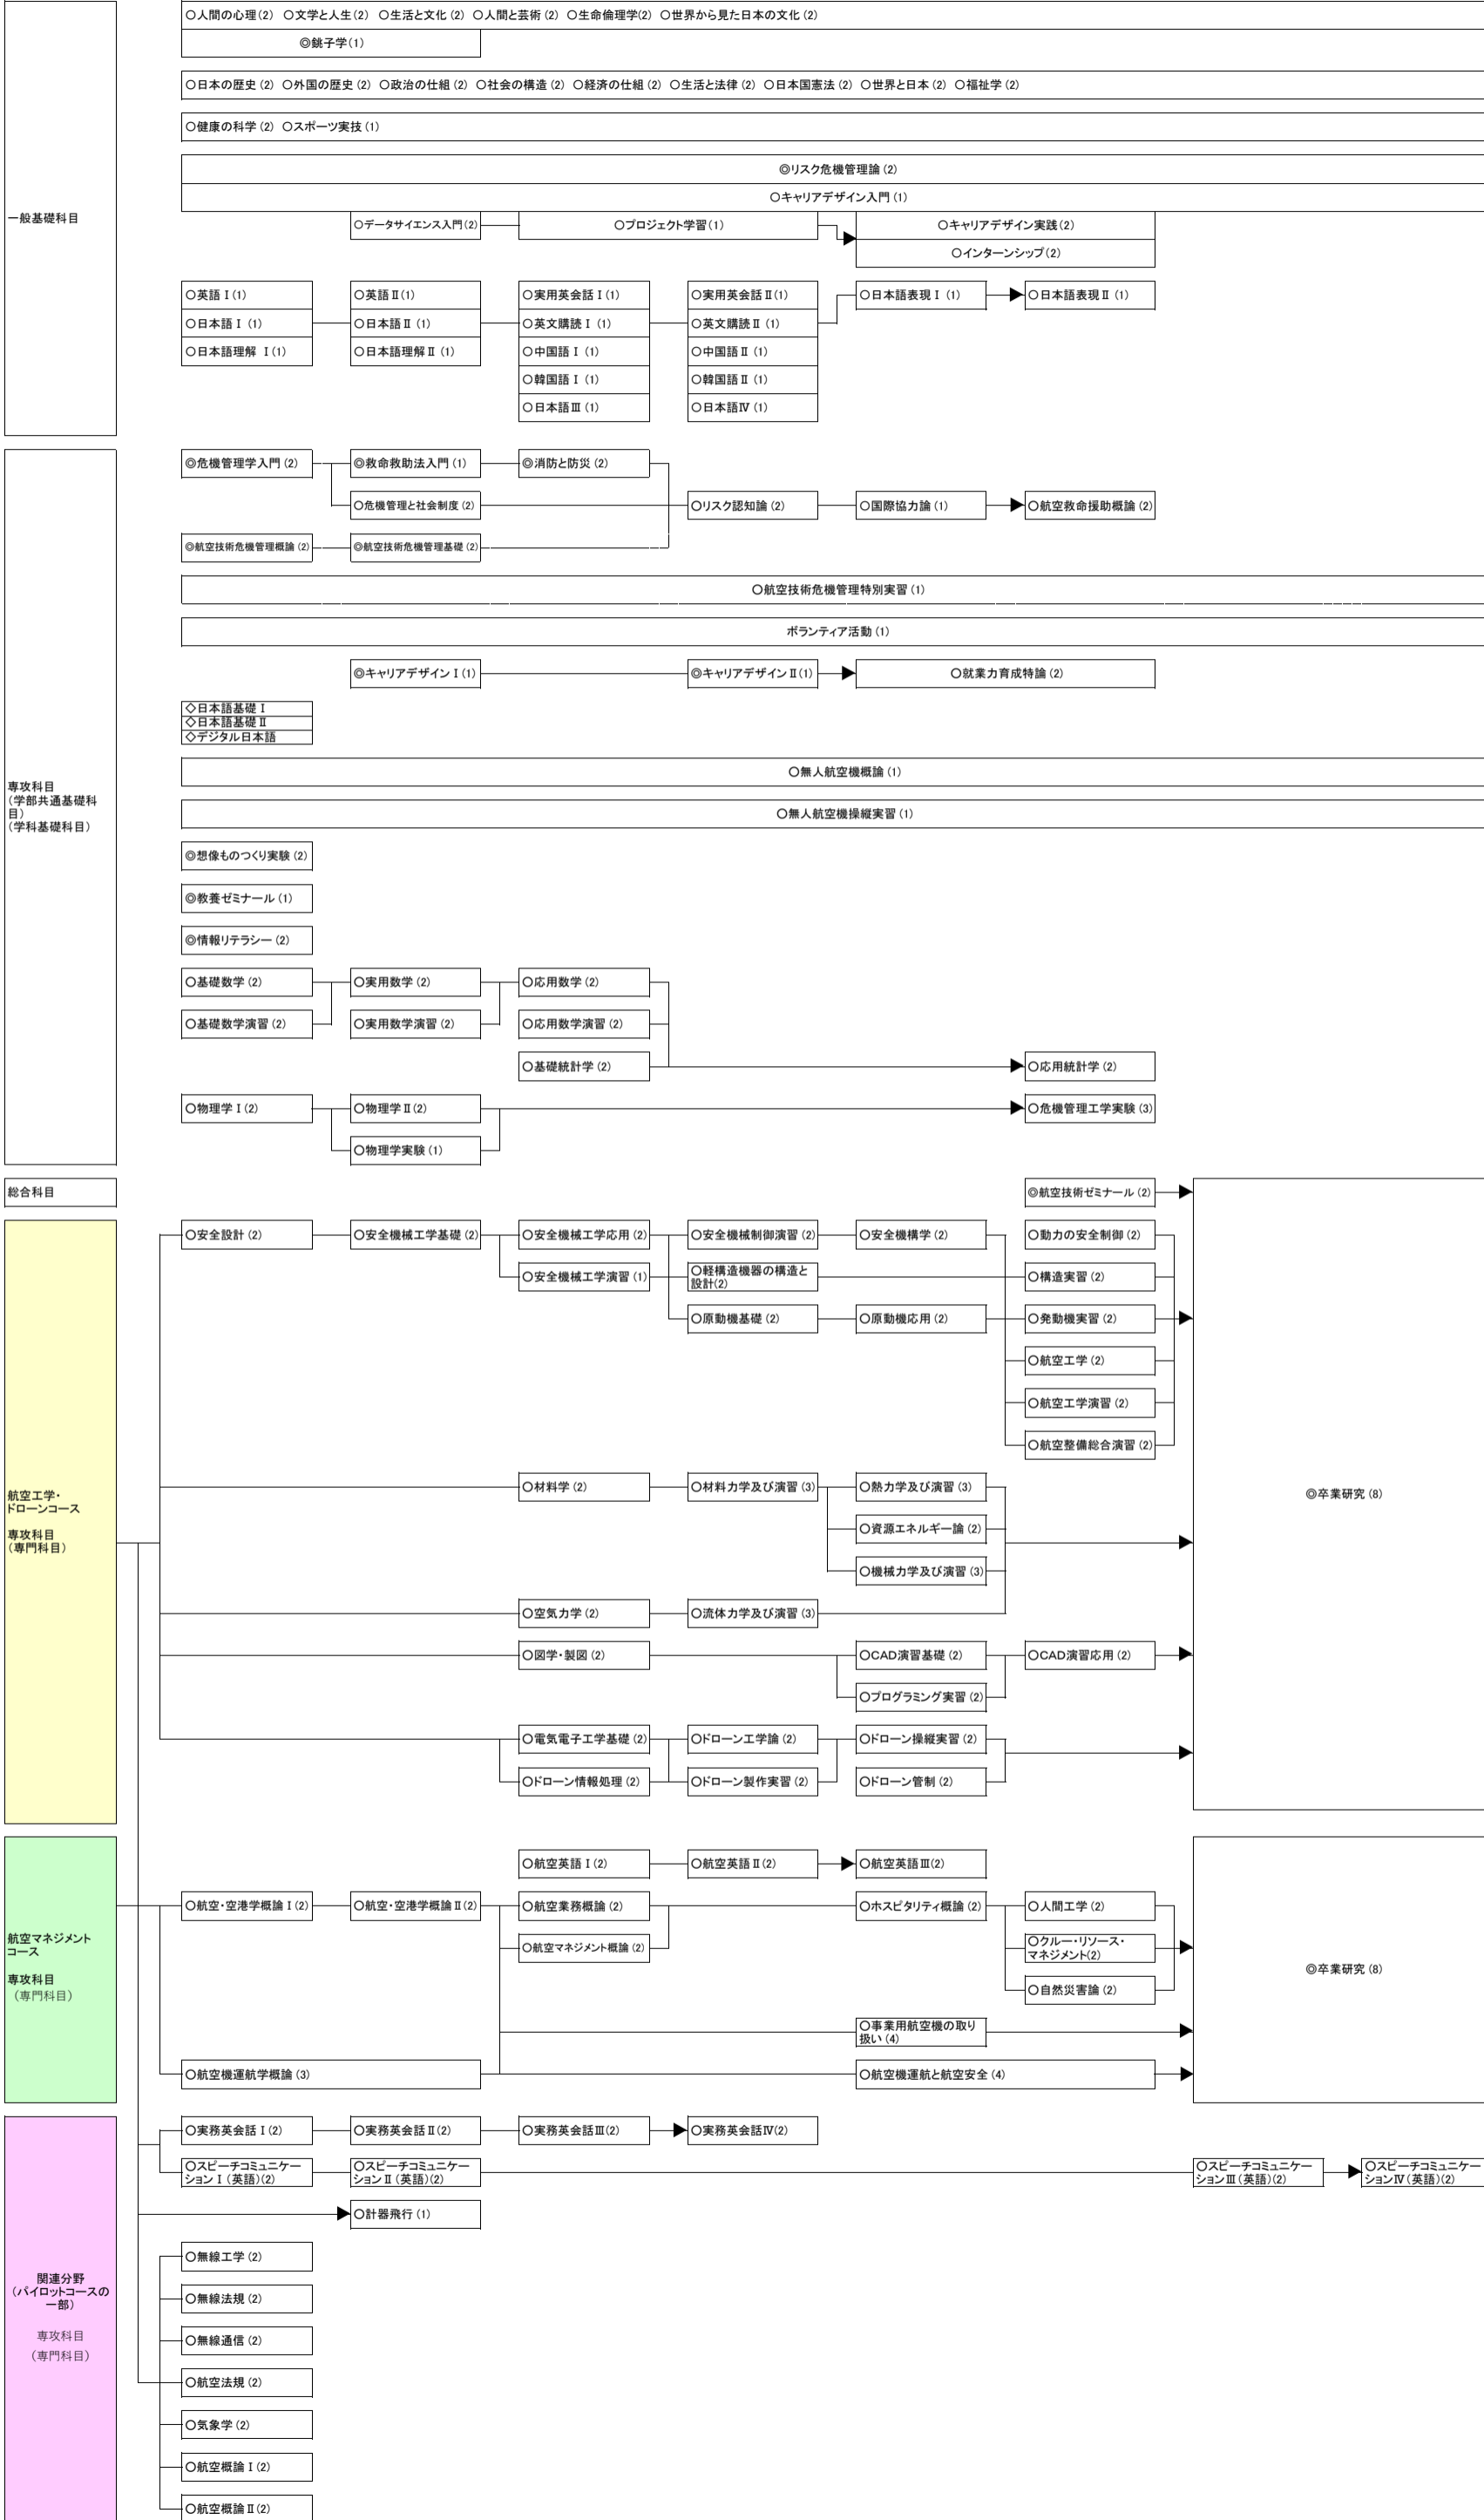 ○人間の心理(2) ○文学と人生(2) ○生活と文化(2) ○人間と芸術(2) ○生命倫理学(2) ○世界から見た日本の文化(2)
◎銚子学(1)
○日本の歴史(2) ○外国の歴史(2) ○政治の仕組(2) ○社会の構造(2) ○経済の仕組(2) ○生活と法律(2) ○日本国憲法(2) ○世界と日本(2) ○福祉学(2)
○健康の科学(2) ○スポーツ実技(1)
◎リスク危機管理論(2)
○キャリアデザイン入門(1)
一般基礎科目
○データサイエンス入門(2) ○プロジェクト学習(1) ○キャリアデザイン実践(2)
○インターンシップ(2)
○英語Ⅰ(1) ○英語Ⅱ(1) ○実用英会話Ⅰ(1) ○実用英会話Ⅱ(1) ○日本語表現Ⅰ(1) ○日本語表現Ⅱ(1)
○日本語Ⅰ(1) ○日本語Ⅱ(1) ○英文購読Ⅰ(1) ○英文購読Ⅱ(1)
○日本語理解 Ⅰ(1) ○日本語理解Ⅱ(1) ○中国語Ⅰ(1) ○中国語Ⅱ(1)
○韓国語Ⅰ(1) ○韓国語Ⅱ(1)
○日本語Ⅲ(1) ○日本語Ⅳ(1)
◎危機管理学入門(2) ◎救命救助法入門(1) ◎消防と防災(2)
○危機管理と社会制度(2) ○リスク認知論(2) ○国際協力論(1) ○航空救命援助概論(2)
◎航空技術危機管理概論(2) ◎航空技術危機管理基礎(2)
○航空技術危機管理特別実習(1)
ボランティア活動(1)
◎キャリアデザインⅠ(1) ◎キャリアデザインⅡ(1) ○就業力育成特論(2)
◇日本語基礎Ⅰ
◇日本語基礎Ⅱ
◇デジタル日本語
○無人航空機概論(1)
専攻科目
(学部共通基礎科
目)
(学科基礎科目)
○無人航空機操縦実習(1)
◎想像ものつくり実験(2)
◎教養ゼミナール(1)
◎情報リテラシー(2)
○基礎数学(2) ○実用数学(2) ○応用数学(2)
○基礎数学演習(2) ○実用数学演習(2) ○応用数学演習(2)
○基礎統計学(2) ○応用統計学(2)
○物理学Ⅰ(2) ○物理学Ⅱ(2) ○危機管理工学実験(3)
○物理学実験(1)
総合科目 ◎航空技術ゼミナール(2)
○安全設計(2) ○安全機械工学基礎(2) ○安全機械工学応用(2) ○安全機械制御演習(2) ○安全機構学(2) ○動力の安全制御(2)
○安全機械工学演習(1) ○軽構造機器の構造と
設計(2) ○構造実習(2)
○原動機基礎(2) ○原動機応用(2) ○発動機実習(2)
○航空工学(2)
○航空工学演習(2)
○航空整備総合演習(2)
航空工学・
ドローンコース
専攻科目
(専門科目)
○材料学(2) ○材料力学及び演習(3) ○熱力学及び演習(3) ◎卒業研究(8)
○資源エネルギー論(2)
○機械力学及び演習(3)
○空気力学(2) ○流体力学及び演習(3)
○図学・製図(2) ○CAD演習基礎(2) ○CAD演習応用(2)
○プログラミング実習(2)
○電気電子工学基礎(2) ○ドローン工学論(2) ○ドローン操縦実習(2)
○ドローン情報処理(2) ○ドローン製作実習(2) ○ドローン管制(2)
○航空英語Ⅰ(2) ○航空英語Ⅱ(2) ○航空英語Ⅲ(2)
○航空・空港学概論Ⅰ(2) ○航空・空港学概論Ⅱ(2) ○航空業務概論(2) ○ホスピタリティ概論(2) ○人間工学(2)
航空マネジメント
コース
専攻科目
(専門科目)
○航空マネジメント概論(2) ○クルー・リソース・
マネジメント(2)
◎卒業研究(8)
○自然災害論(2)
○事業用航空機の取り
扱い(4)
○航空機運航学概論(3) ○航空機運航と航空安全(4)
○実務英会話Ⅰ(2) ○実務英会話Ⅱ(2) ○実務英会話Ⅲ(2) ○実務英会話Ⅳ(2)
○スピーチコミュニケー
ションⅠ(英語)(2) ○スピーチコミュニケー
ションⅡ(英語)(2) ○スピーチコミュニケー
ションⅢ(英語)(2) ○スピーチコミュニケー
ションⅣ(英語)(2)
○計器飛行(1)
○無線工学(2)
関連分野
(パイロットコースの
一部)
専攻科目
(専門科目)
○無線法規(2)
○無線通信(2)
○航空法規(2)
○気象学(2)
○航空概論Ⅰ(2)
○航空概論Ⅱ(2)